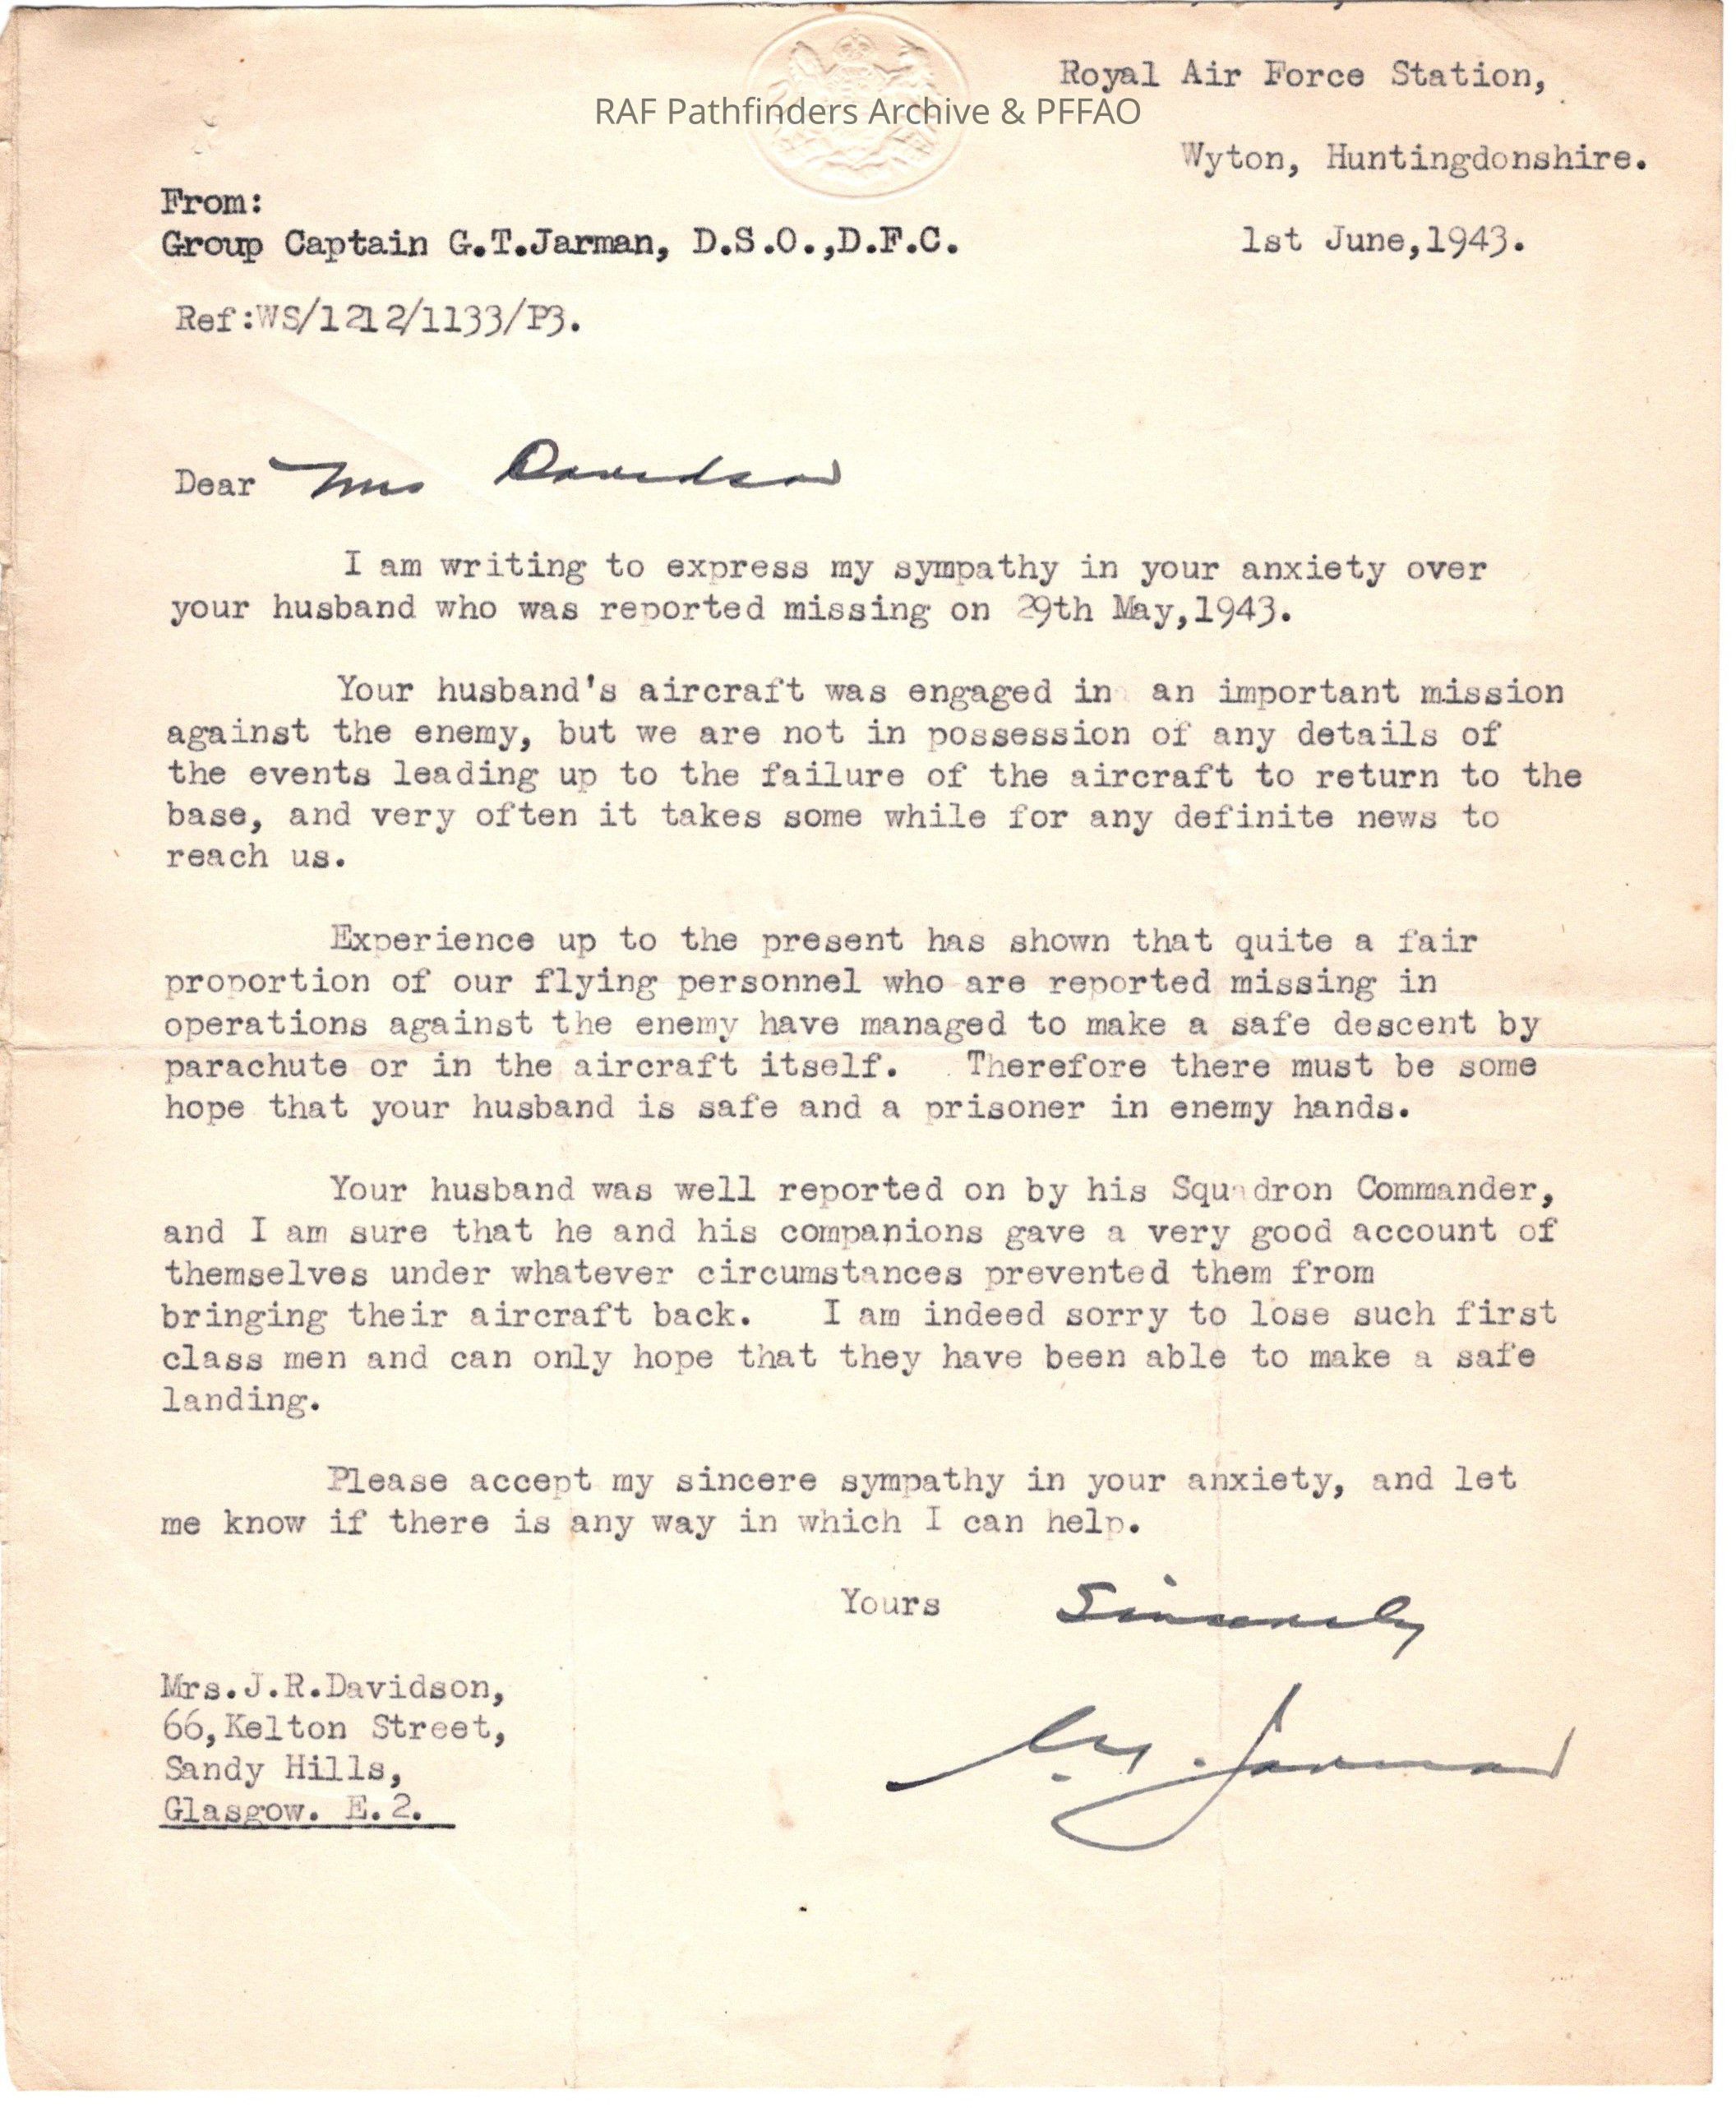 Royal Air Force Station,
RAF Pathfinders Archive & PFFAO
Wyton, Huntingdonshire.
From:
Group Captain G.T.Jarman, D.S.O.,D.F.C.
1st June,1943.
Ref:WS/1212/1133/P3.
Dear Mrs Davidson
I am writing to express my sympathy in your anxiety over
your husband who was reported missing on 29th May,1943.
Your husband's aircraft was engaged in an important mission
against the enemy, but we are not in possession of any details of
the events leading up to the failure of the aircraft to return to the
base, and very often it takes some while for any definite news to
reach us.
Experience up to the present has shown that quite a fair
proportion of our flying personnel who are reported missing in
operations against the enemy have managed to make a safe descent by
parachute or in the aircraft itself. Therefore there must be some
hope that your husband is safe and a prisoner in enemy hands.
Your husband was well reported on by his Squadron Commander,
and I am sure that he and his companions gave a very good account of
themselves under whatever circumstances prevented them from
bringing their aircraft back. I am indeed sorry to lose such first
class men and can only hope that they have been able to make a safe
landing.
Please accept my sincere sympathy in your anxiety, and let
me know if there is any way in which I can help.
Yours Sincerely
G.T. Jarman
Mrs.J.R.Davidson,
66,Kelton Street,
Sandy Hills,
Glasgow. E.2.